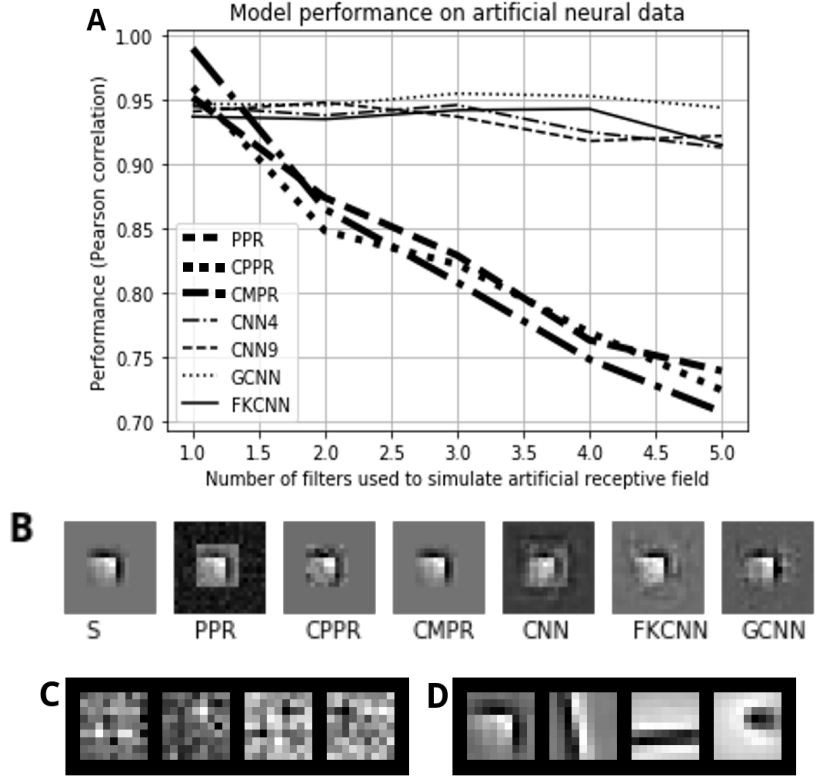 A
Model performance on artificial neural data
Performance (Pearson correlation)
1.00
0.95
0.90
0.85
0.80
0.75
0.70
PPR
CPPR
CMPR
CNN4
CNN9
GCNN
FKCNN
1.0 1.5 2.0 2.5 3.0 3.5 4.0 4.5 5.0
Number of filters used to simulate artificial receptive field
B
S PPR CPPR CMPR CNN FKCNN GCNN
C D